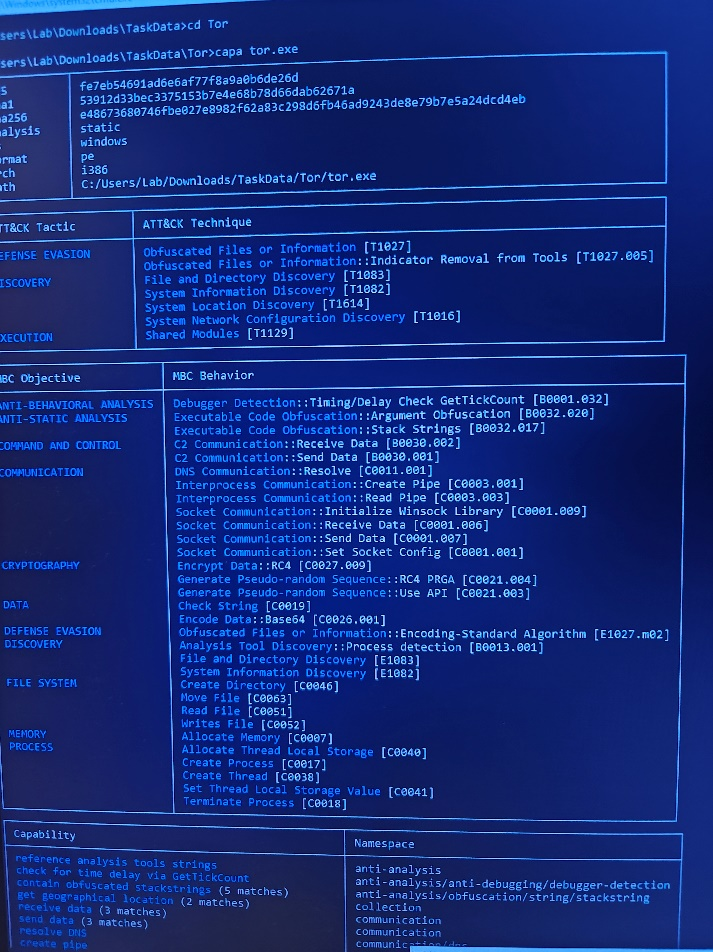 sers\Lab\Downloads\TaskData>cd Tor
sers\Lab\Downloads\TaskData\Tor>capa tor.exe
5 fe7eb54691ad6e6af77f8a9a0b6de26d
a1 53912d33bec3375153b7e4e68b78d66dab62671a
a256 e48673680746fbe027e8982f62a83c298d6fb46ad9243de8e79b7e5a24dcd4eb
alysis static
windows
rmat pe
rch i386
ath C:/Users/Lab/Downloads/TaskData/Tor/tor.exe
TT&CK Tactic ATT&CK Technique
EFENSE EVASION Obfuscated Files or Information [T1027]
Obfuscated Files or Information::Indicator Removal from Tools [T1027.005]
ISCOVERY File and Directory Discovery [T1083]
System Information Discovery [T1082]
System Location Discovery [T1614]
System Network Configuration Discovery [T1016]
XECUTION Shared Modules [T1129]
BC Objective MBC Behavior
ANTI-BEHAVIORAL ANALYSIS Debugger Detection::Timing/Delay Check GetTickCount [B0001.032]
ANTI-STATIC ANALYSIS Executable Code Obfuscation::Argument Obfuscation [B0032.020]
Executable Code Obfuscation::Stack Strings [B0032.017]
COMMAND AND CONTROL C2 Communication::Receive Data [B0030.002]
C2 Communication::Send Data [B0030.001]
COMMUNICATION DNS Communication::Resolve [C0011.001]
Interprocess Communication::Create Pipe [C0003.001]
Interprocess Communication::Read Pipe [C0003.003]
Socket Communication::Initialize Winsock Library [C0001.009]
Socket Communication::Receive Data [C0001.006]
Socket Communication::Send Data [C0001.007]
Socket Communication::Set Socket Config [C0001.001]
CRYPTOGRAPHY Encrypt Data::RC4 [C0027.009]
Generate Pseudo-random Sequence::RC4 PRGA [C0021.004]
Generate Pseudo-random Sequence::Use API [C0021.003]
DATA Check String [C0019]
Encode Data::Base64 [C0026.001]
DEFENSE EVASION Obfuscated Files or Information::Encoding-Standard Algorithm [E1027.m02]
DISCOVERY Analysis Tool Discovery::Process detection [B0013.001]
File and Directory Discovery [E1083]
System Information Discovery [E1082]
FILE SYSTEM Create Directory [C0046]
Move File [C0063]
Read File [C0051]
Writes File [C0052]
MEMORY Allocate Memory [C0007]
PROCESS Allocate Thread Local Storage [C0040]
Create Process [C0017]
Create Thread [C0038]
Set Thread Local Storage Value [C0041]
Terminate Process [C0018]
Capability Namespace
reference analysis tools strings anti-analysis
check for time delay via GetTickCount anti-analysis/anti-debugging/debugger-detection
contain obfuscated stackstrings (5 matches) anti-analysis/obfuscation/string/stackstring
get geographical location (2 matches) collection
receive data (3 matches) communication
send data (3 matches) communication
resolve DNS communication/dns
create pipe